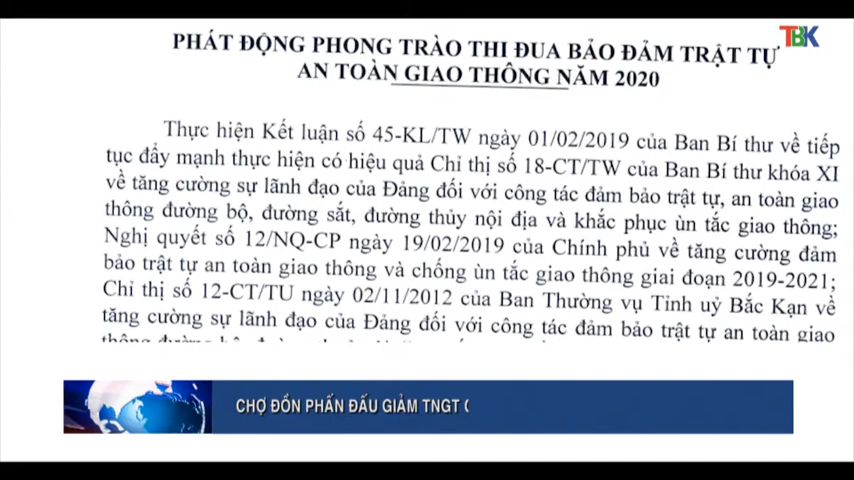 TBK
PHÁT ĐỘNG PHONG TRÀO THI ĐUA BẢO ĐẢM TRẬT TỰ
AN TOÀN GIAO THÔNG NĂM 2020
Thực hiện Kết luận số 45-KL/TW ngày 01/02/2019 của Ban Bí thư về tiếp
tục đẩy mạnh thực hiện có hiệu quả Chỉ thị số 18-CT/TW của Ban Bí thư khóa XI
về tăng cường sự lãnh đạo của Đảng đối với công tác đảm bảo trật tự, an toàn giao
thông đường bộ, đường sắt, đường thủy nội địa và khắc phục ùn tắc giao thông;
Nghị quyết số 12/NQ-CP ngày 19/02/2019 của Chính phủ về tăng cường đảm
bảo trật tự an toàn giao thông và chống ùn tắc giao thông giai đoạn 2019-2021;
Chỉ thị số 12-CT/TU ngày 02/11/2012 của Ban Thường vụ Tỉnh uỷ Bắc Kạn về
tăng cường sự lãnh đạo của Đảng đối với công tác đảm bảo trật tự an toàn giao
CHỢ ĐỒN PHẤN ĐẤU GIẢM TNGT